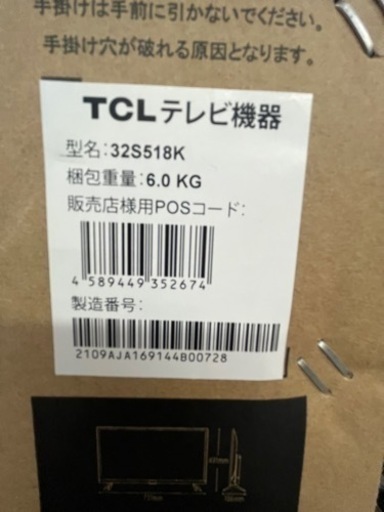 手掛けは手前に引かないでください。
手掛け穴が破れる原因となります。
TCLテレビ機器
型名:32S518K
梱包重量:6.0 KG
販売店様用POSコード:
4 589449 352674
製造番号:
2109AJA169144B00728